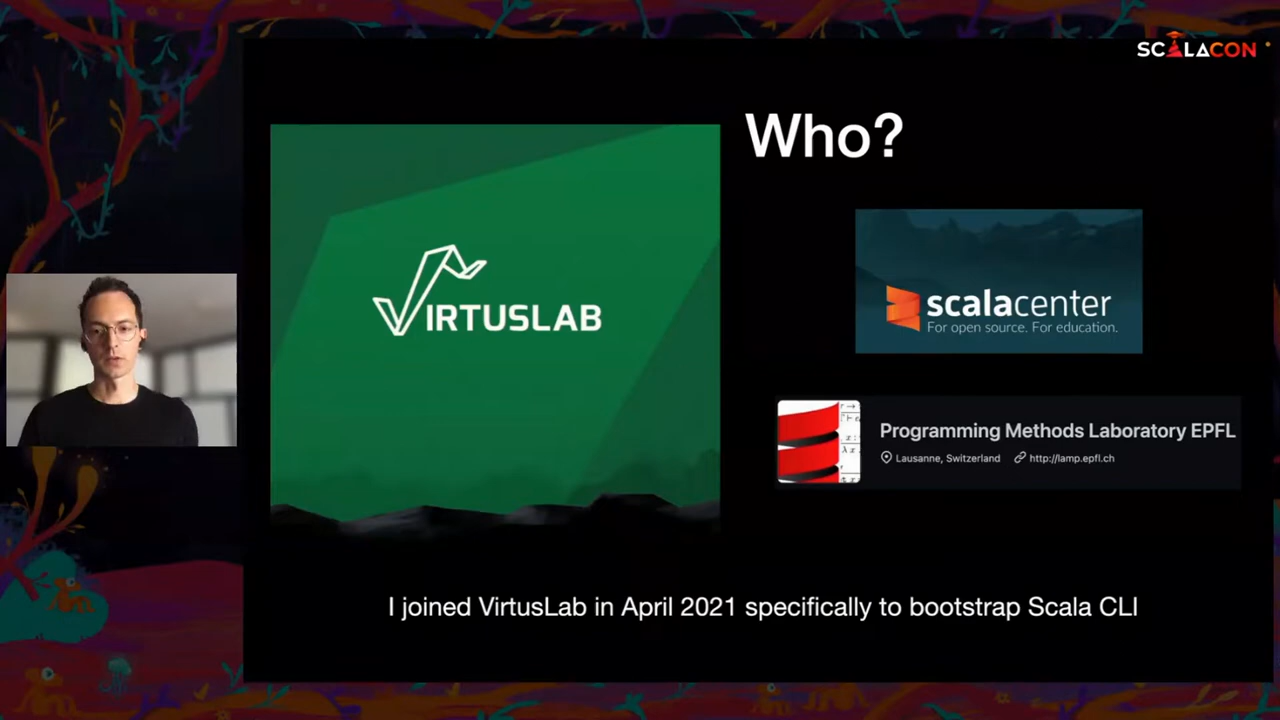 SCALACON
Who?
VIRTUSLAB
scalacenter
For open source. For education.
Programming Methods Laboratory EPFL
Lausanne, Switzerland http://lamp.epfl.ch
I joined VirtusLab in April 2021 specifically to bootstrap Scala CLI